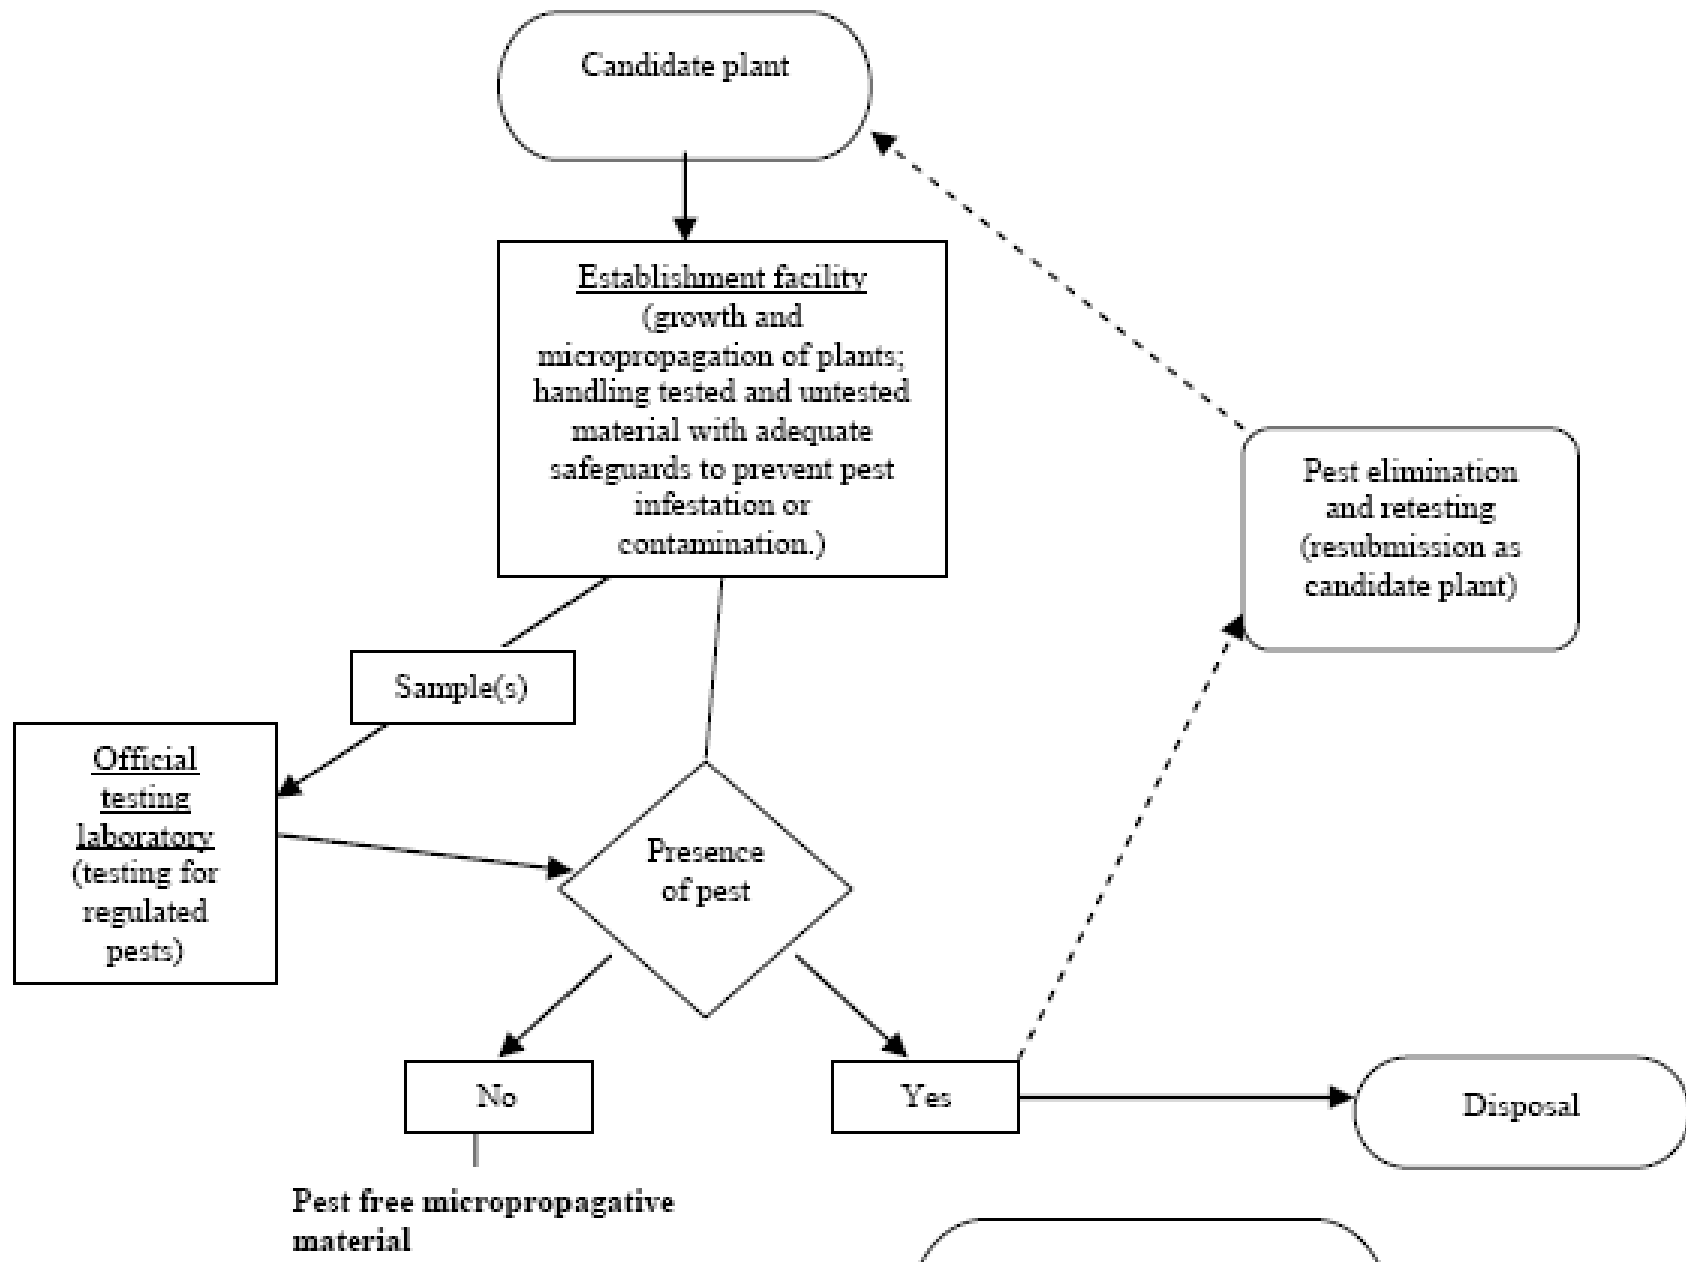 Candidate plant
Establishment facility
(growth and
micropropagation of plants;
handling tested and untested
material with adequate
safeguards to prevent pest
infestation or
contamination.)
Pest elimination
and retesting
(resubmission as
candidate plant)
Sample(s)
Official
testing
laboratory
(testing for
regulated
pests)
Presence
of pest
No
Yes
Disposal
Pest free micropropagative
material